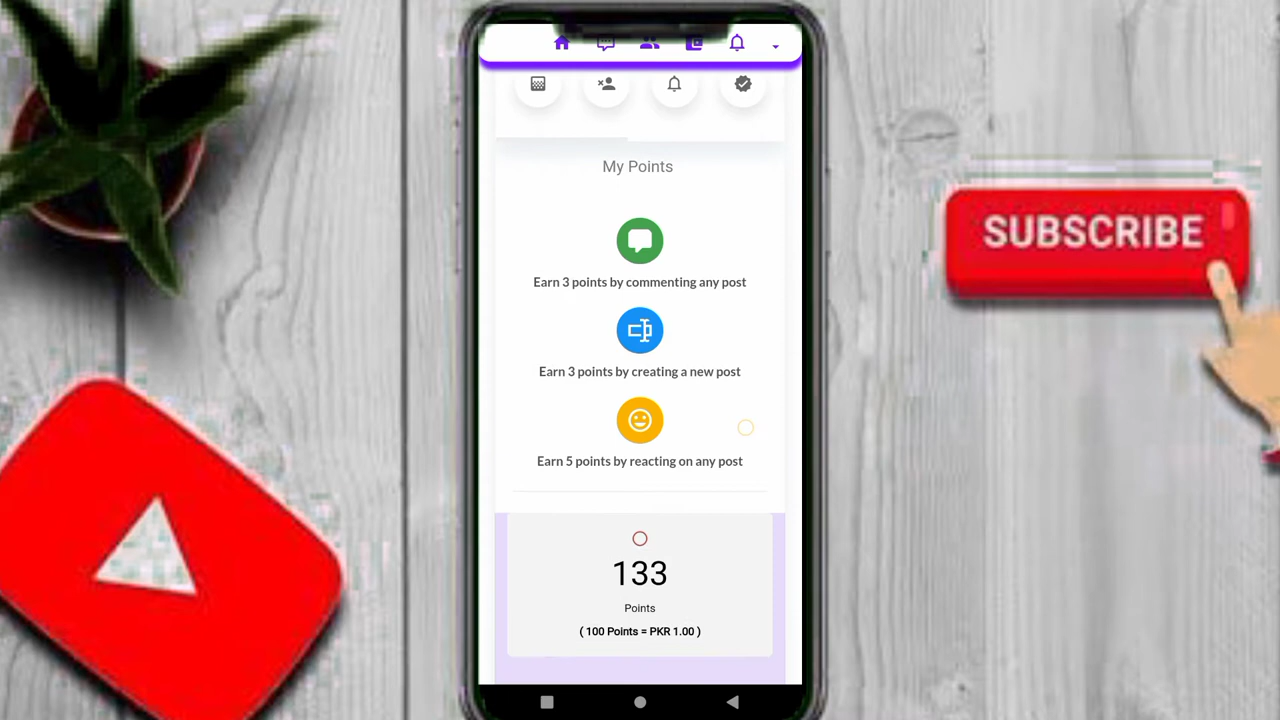 My Points
Earn 3 points by commenting any post
Earn 3 points by creating a new post
Earn 5 points by reacting on any post
133
Points
( 100 Points = PKR 1.00 )
SUBSCRIBE